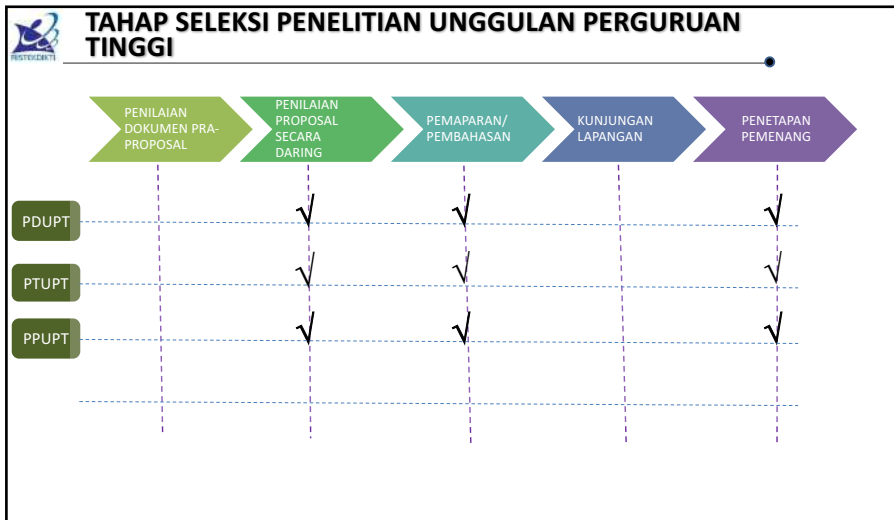 TAHAP SELEKSI PENELITIAN UNGGULAN PERGURUAN
TINGGI
RISTEKDIKTI
PENILAIAN
DOKUMEN PRA-
PROPOSAL
PENILAIAN
PROPOSAL
SECARA
DARING
PEMAPARAN/
PEMBAHASAN
KUNJUNGAN
LAPANGAN
PENETAPAN
PEMENANG
PDUPT √ √ √
PTUPT √ √ √
PPUPT √ √ √